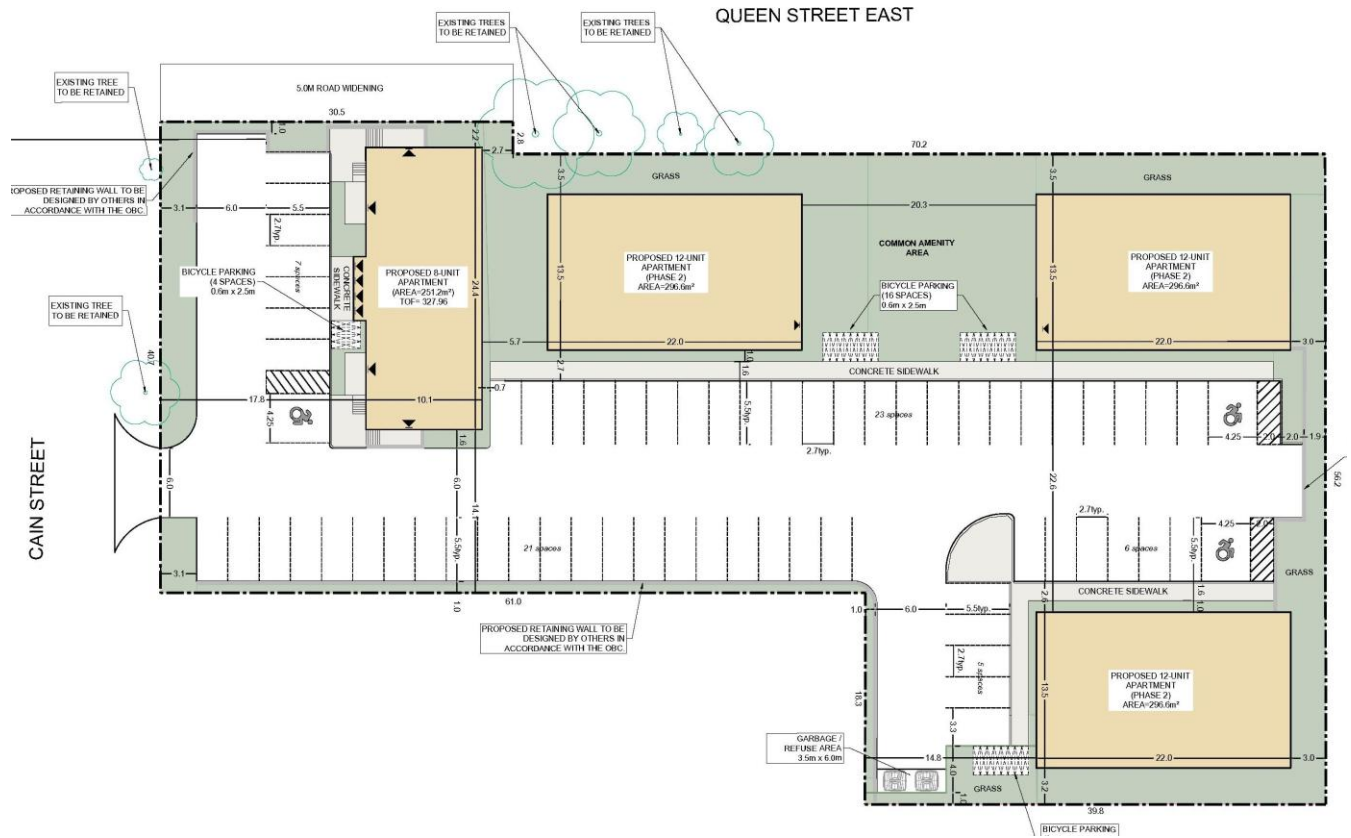 QUEEN STREET EAST
EXISTING TREES
TO BE RETAINED
EXISTING TREES
TO BE RETAINED
EXISTING TREE
TO BE RETAINED
5.0M ROAD WIDENING
30.5
1.0
2.2
2.8
2.7
70.2
3.5
GRASS
3.5
GRASS
PROPOSED RETAINING WALL TO BE
DESIGNED BY OTHERS IN
ACCORDANCE WITH THE OBC.
3.1
6.0
5.5
2.7typ.
20.3
COMMON AMENITY
AREA
7 spaces
BICYCLE PARKING
(4 SPACES)
0.6m x 2.5m
CONCRETE
SIDEWALK
PROPOSED 8-UNIT
APARTMENT
(AREA=251.2m²)
TOF= 327.96
24.4
13.5
PROPOSED 12-UNIT
APARTMENT
(PHASE 2)
AREA=296.6m²
BICYCLE PARKING
(16 SPACES)
0.6m x 2.5m
13.5
PROPOSED 12-UNIT
APARTMENT
(PHASE 2)
AREA=296.6m²
EXISTING TREE
TO BE RETAINED
40.7
5.7
22.0
1.0
22.0
3.0
2.7
1.6
CONCRETE SIDEWALK
17.8
10.1
0.7
4.25
5.5typ.
23 spaces
2.7typ.
1.6
4.25
2.0
2.0
1.9
CAIN STREET
6.0
6.0
14.1
22.6
56.2
2.7typ.
4.25
2.0
5.5typ.
21 spaces
6 spaces
5.5typ.
3.1
GRASS
1.0
61.0
1.0
6.0
5.5typ.
2.6
CONCRETE SIDEWALK
1.6
1.0
PROPOSED RETAINING WALL TO BE
DESIGNED BY OTHERS IN
ACCORDANCE WITH THE OBC.
2.7typ.
5 spaces
18.3
13.5
PROPOSED 12-UNIT
APARTMENT
(PHASE 2)
AREA=296.6m²
3.3
GARBAGE /
REFUSE AREA
3.5m x 6.0m
14.8
22.0
3.0
4.0
GRASS
3.2
1.0
39.8
BICYCLE PARKING